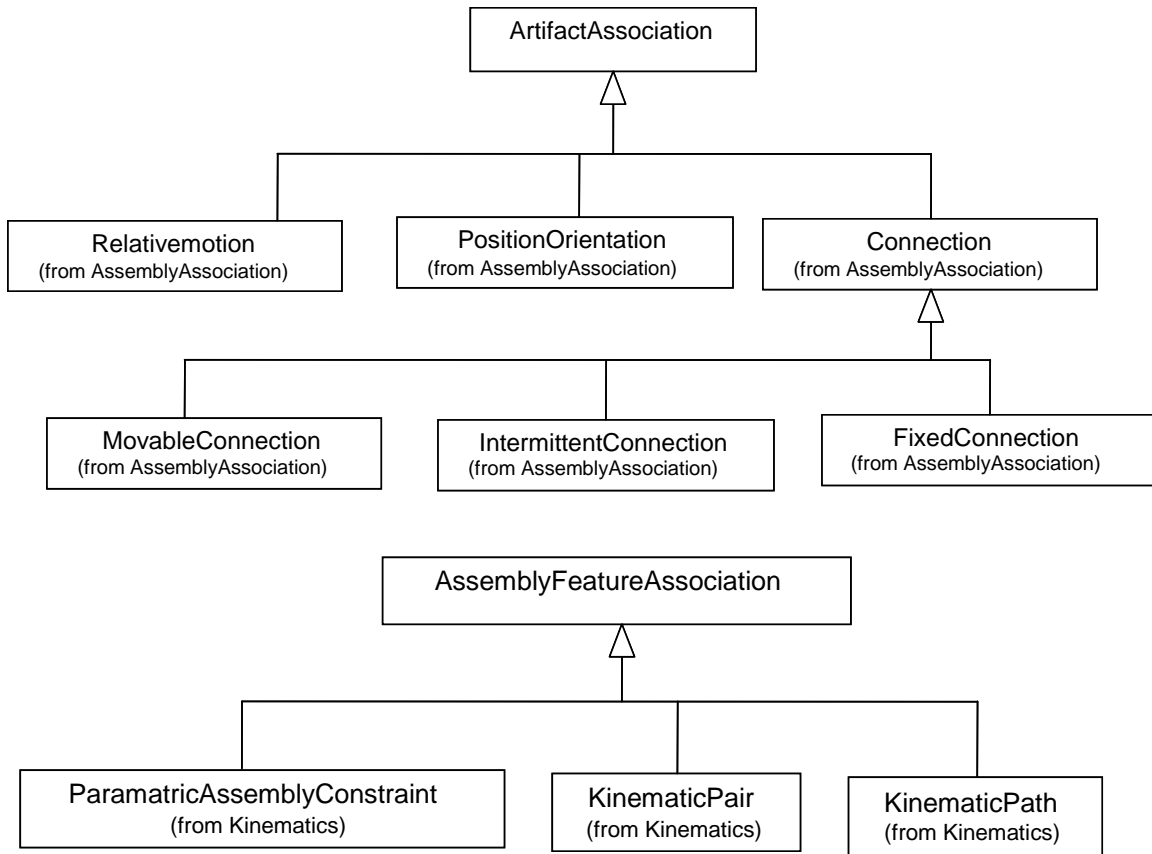 ArtifactAssociation
Relativemotion
(from AssemblyAssociation)
PositionOrientation
(from AssemblyAssociation)
Connection
(from AssemblyAssociation)
MovableConnection
(from AssemblyAssociation)
IntermittentConnection
(from AssemblyAssociation)
FixedConnection
(from AssemblyAssociation)
AssemblyFeatureAssociation
ParamatricAssemblyConstraint
(from Kinematics)
KinematicPair
(from Kinematics)
KinematicPath
(from Kinematics)